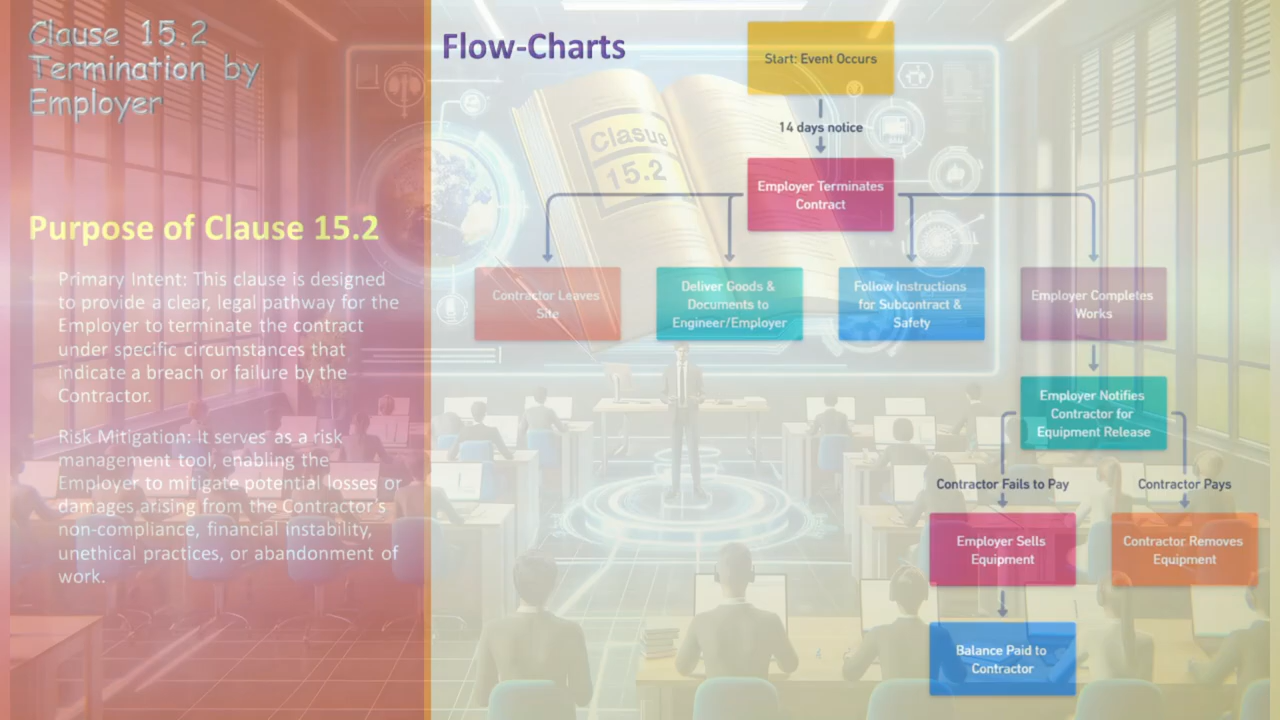 Clause 15.2
Termination by
Employer
Purpose of Clause 15.2
Primary Intent: This clause is designed
to provide a clear, legal pathway for the
Employer to terminate the contract
under specific circumstances that
indicate a breach or failure by the
Contractor.
Risk Mitigation: It serves as a risk
management tool, enabling the
Employer to mitigate potential losses or
damages arising from the Contractor's
non-compliance, financial instability,
unethical practices, or abandonment of
work.
Flow-Charts
Clasue
15.2
Start: Event Occurs
14 days notice
Employer Terminates
Contract
Contractor Leaves
Site
Deliver Goods &
Documents to
Engineer/Employer
Follow Instructions
for Subcontract &
Safety
Employer Completes
Works
Employer Notifies
Contractor for
Equipment Release
Contractor Fails to Pay
Contractor Pays
Employer Sells
Equipment
Contractor Removes
Equipment
Balance Paid to
Contractor